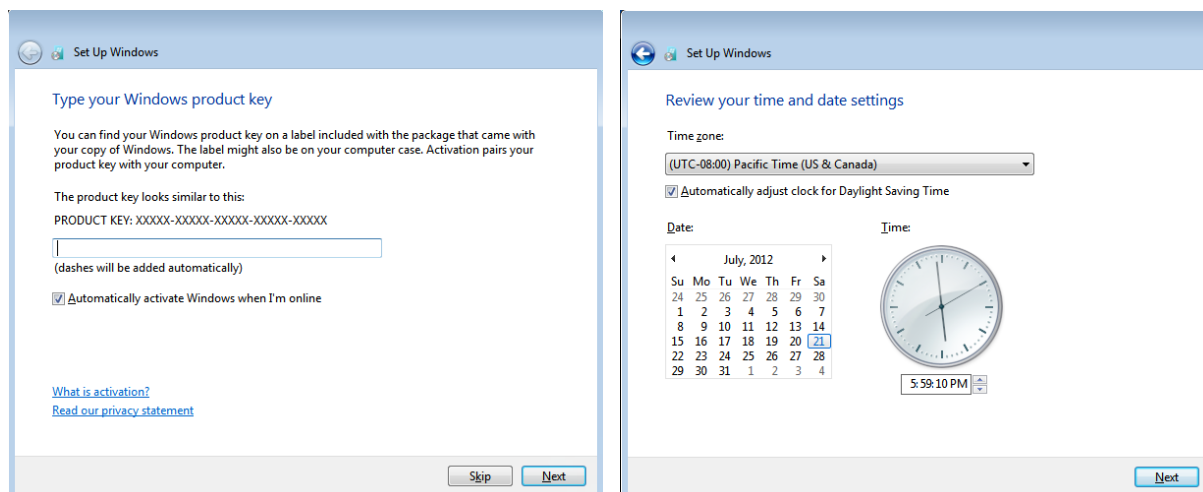 Set Up Windows
Type your Windows product key
You can find your Windows product key on a label included with the package that came with
your copy of Windows. The label might also be on your computer case. Activation pairs your
product key with your computer.
The product key looks similar to this:
PRODUCT KEY: XXXXX-XXXXX-XXXXX-XXXXX-XXXXX
(dashes will be added automatically)
Automatically activate Windows when I'm online
What is activation?
Read our privacy statement
Skip
Next
Set Up Windows
Review your time and date settings
Time zone:
(UTC-08:00) Pacific Time (US & Canada)
Automatically adjust clock for Daylight Saving Time
Date:
July, 2012
Su Mo Tu We Th Fr Sa
24 25 26 27 28 29 30
1 2 3 4 5 6 7
8 9 10 11 12 13 14
15 16 17 18 19 20 21
22 23 24 25 26 27 28
29 30 31 1 2 3 4
Time:
5:59:10 PM
Next